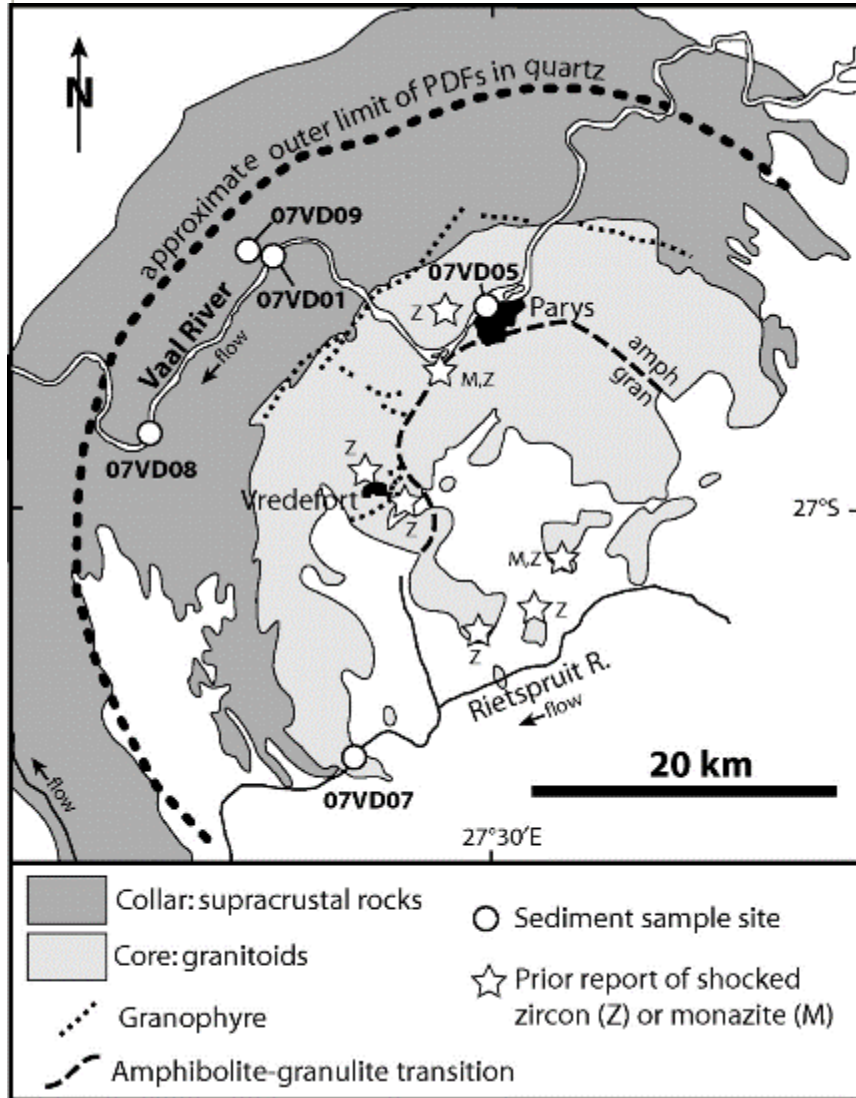 N
approximate outer limit of PDFs in quartz
07VD09
07VD01
07VD05
Z
Parys
Vaal River
flow
amph
gran
M,Z
07VD08
Z
Vredefort
Z
27°S
M,Z
Z
Z
Rietspruit R.
flow
flow
20 km
07VD07
27°30′E
Collar: supracrustal rocks
Core: granitoids
Granophyre
Amphibolite-granulite transition
Sediment sample site
Prior report of shocked
zircon (Z) or monazite (M)